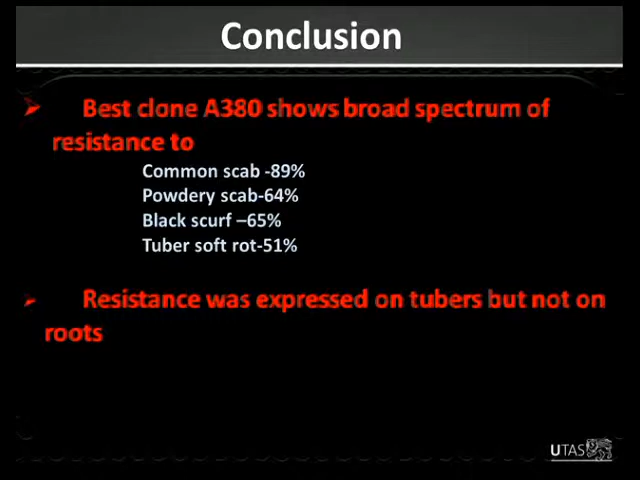 Conclusion
Best clone A380 shows broad spectrum of
resistance to
Common scab -89%
Powdery scab-64%
Black scurf –65%
Tuber soft rot-51%
Resistance was expressed on tubers but not on
roots
UTAS